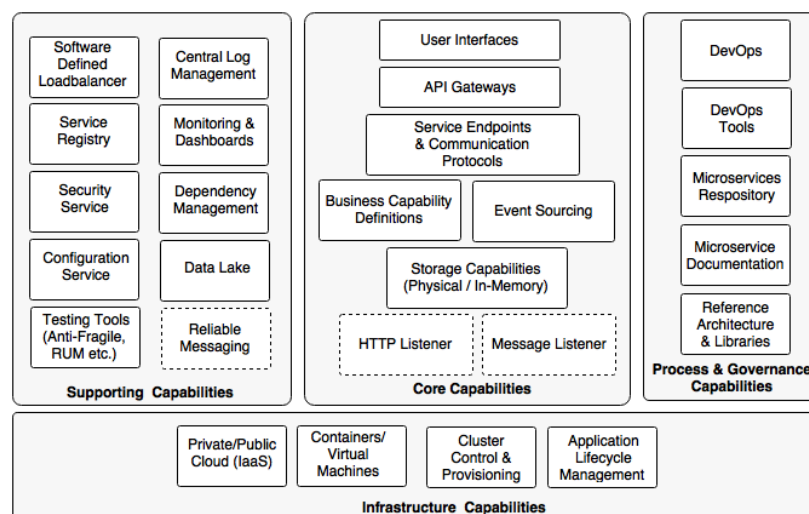 Software
Defined
Loadbalancer
Central Log
Management
Service
Registry
Monitoring &
Dashboards
Security
Service
Dependency
Management
Configuration
Service
Data Lake
Testing Tools
(Anti-Fragile,
RUM etc.)
Reliable
Messaging
Supporting Capabilities
User Interfaces
API Gateways
Service Endpoints
& Communication
Protocols
Business Capability
Definitions
Event Sourcing
Storage Capabilities
(Physical / In-Memory)
HTTP Listener
Message Listener
Core Capabilities
DevOps
DevOps
Tools
Microservices
Respository
Microservice
Documentation
Reference
Architecture
& Libraries
Process & Governance
Capabilities
Private/Public
Cloud (IaaS)
Containers/
Virtual
Machines
Cluster
Control &
Provisioning
Application
Lifecycle
Management
Infrastructure Capabilities